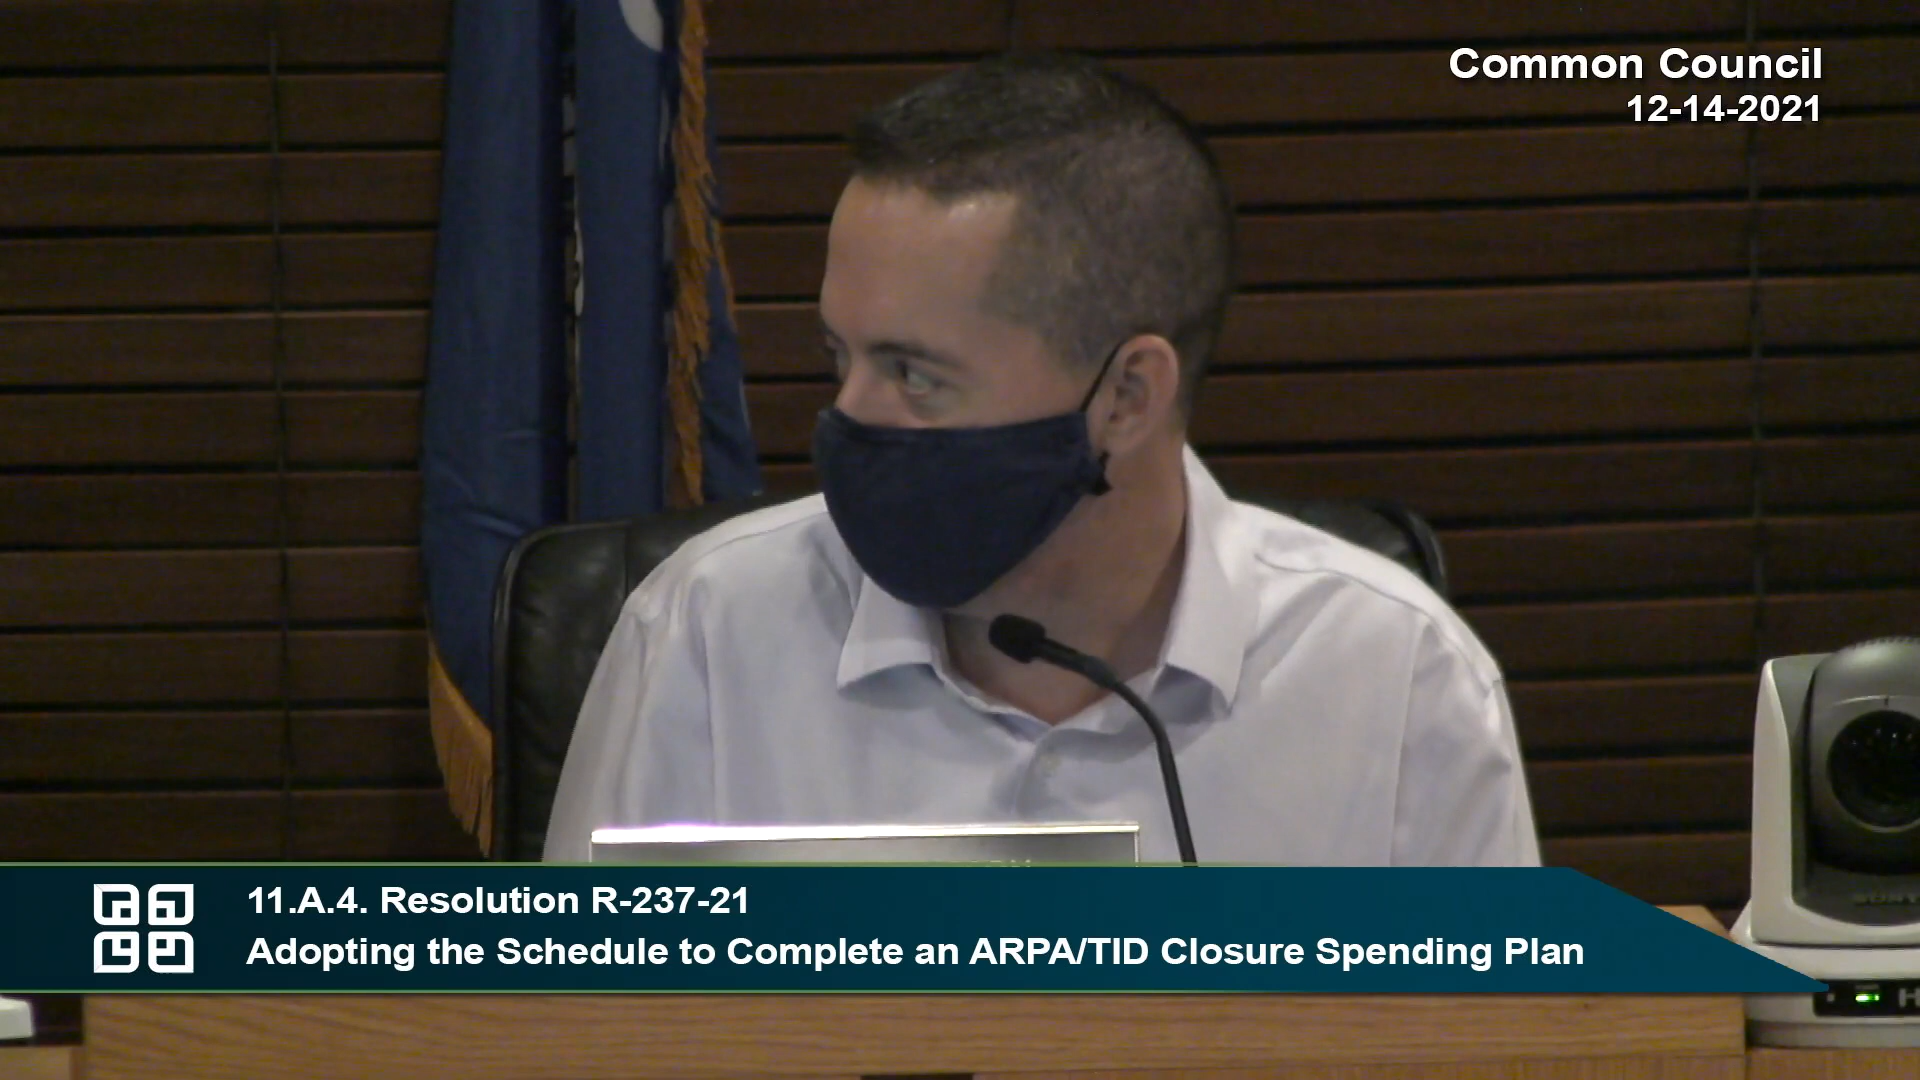 Common Council
12-14-2021
11.A.4. Resolution R-237-21
Adopting the Schedule to Complete an ARPA/TID Closure Spending Plan